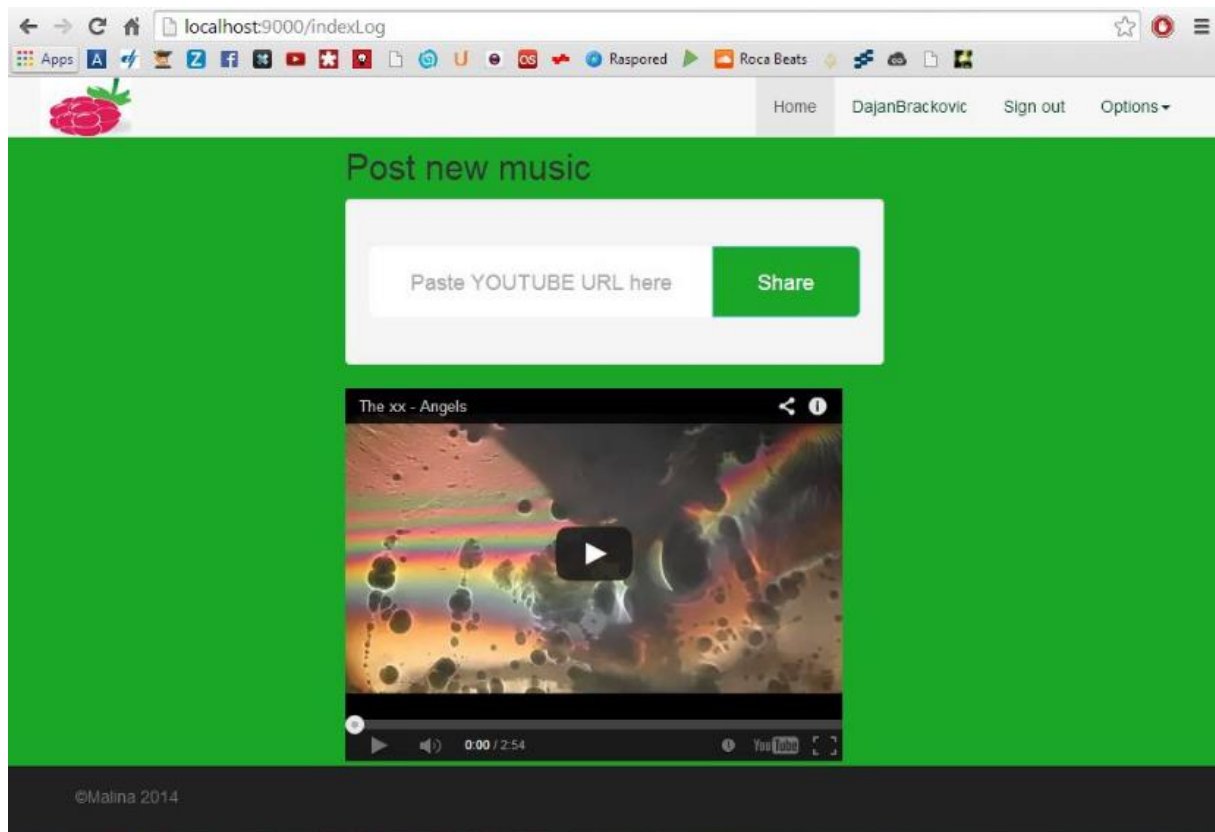 localhost:9000/indexLog
Apps
Raspored
Roca Beats
Home DajanBrackovic Sign out Options
Post new music
Paste YOUTUBE URL here Share
The xx - Angels
0:00 / 2:54 YouTube
©Malina 2014